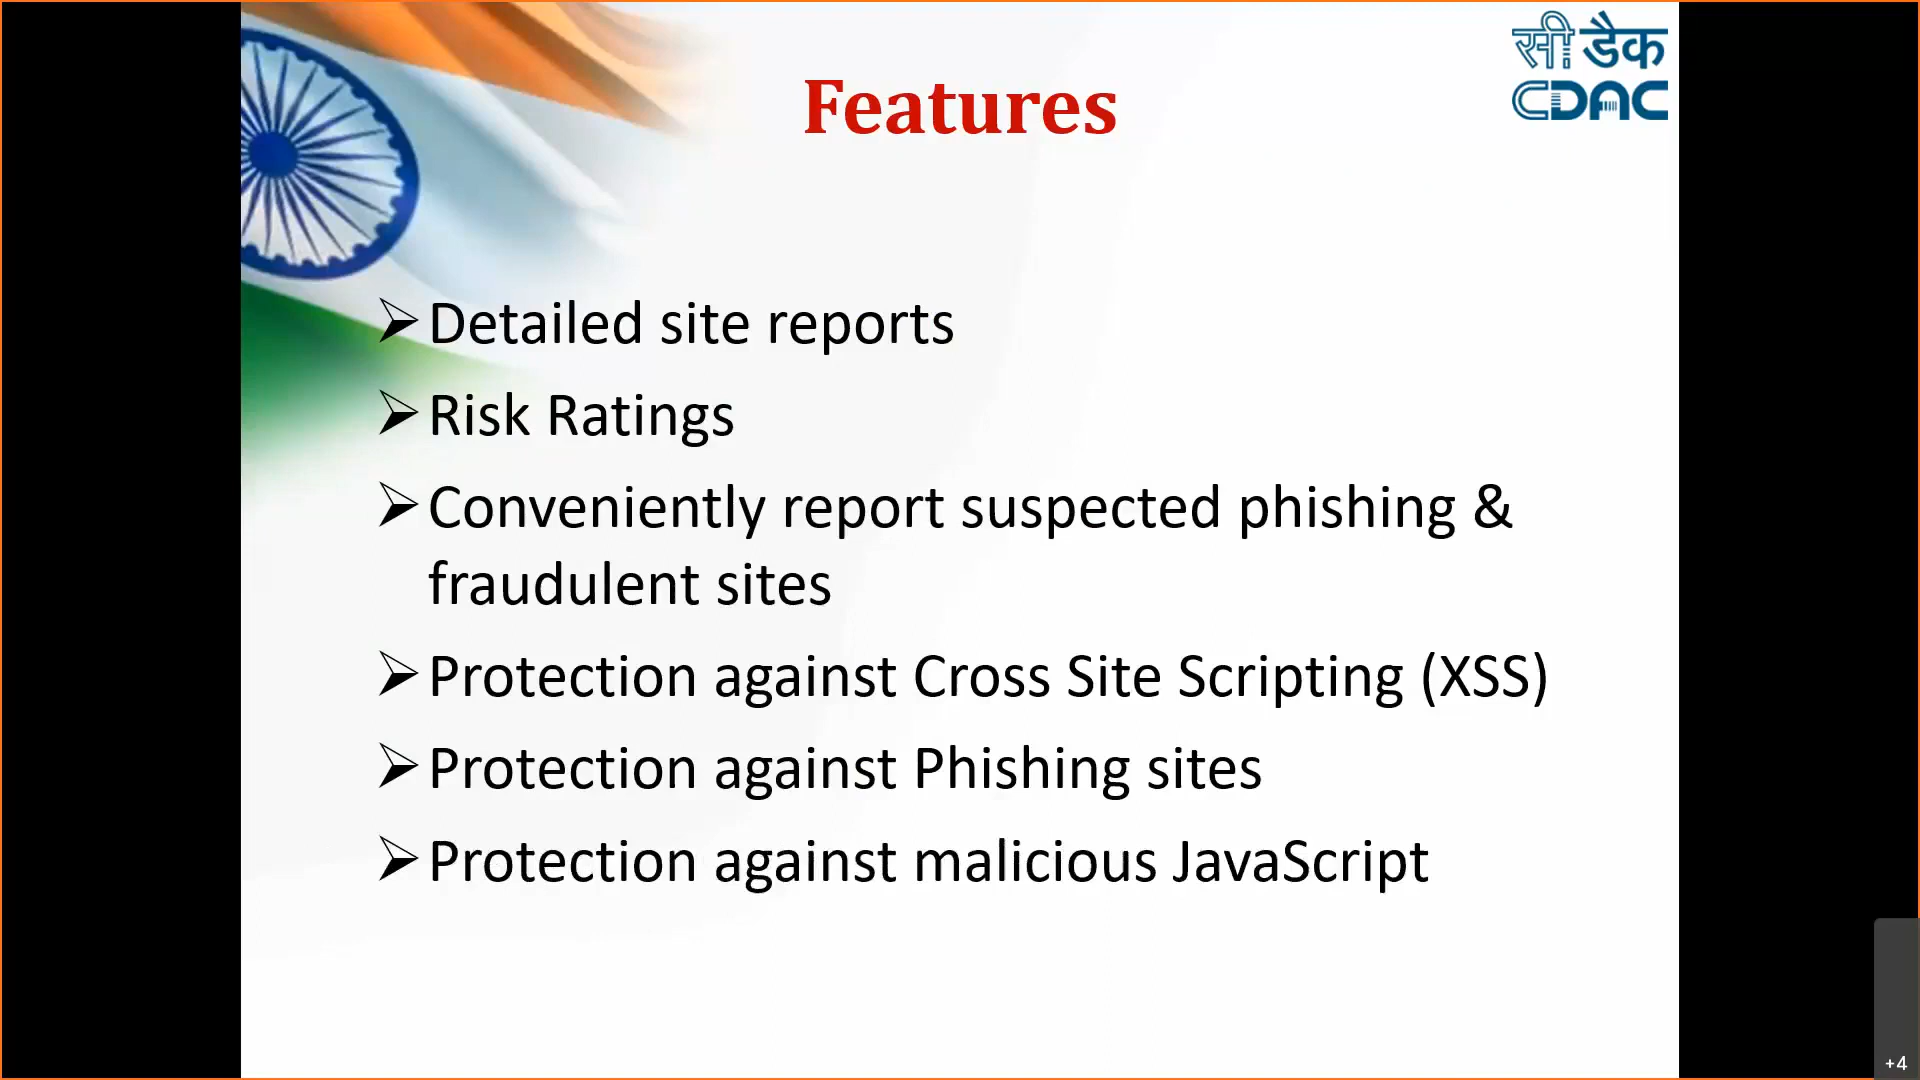 सी डैक
CDAC
Features
Detailed site reports
Risk Ratings
Conveniently report suspected phishing &
fraudulent sites
Protection against Cross Site Scripting (XSS)
Protection against Phishing sites
Protection against malicious JavaScript
+4